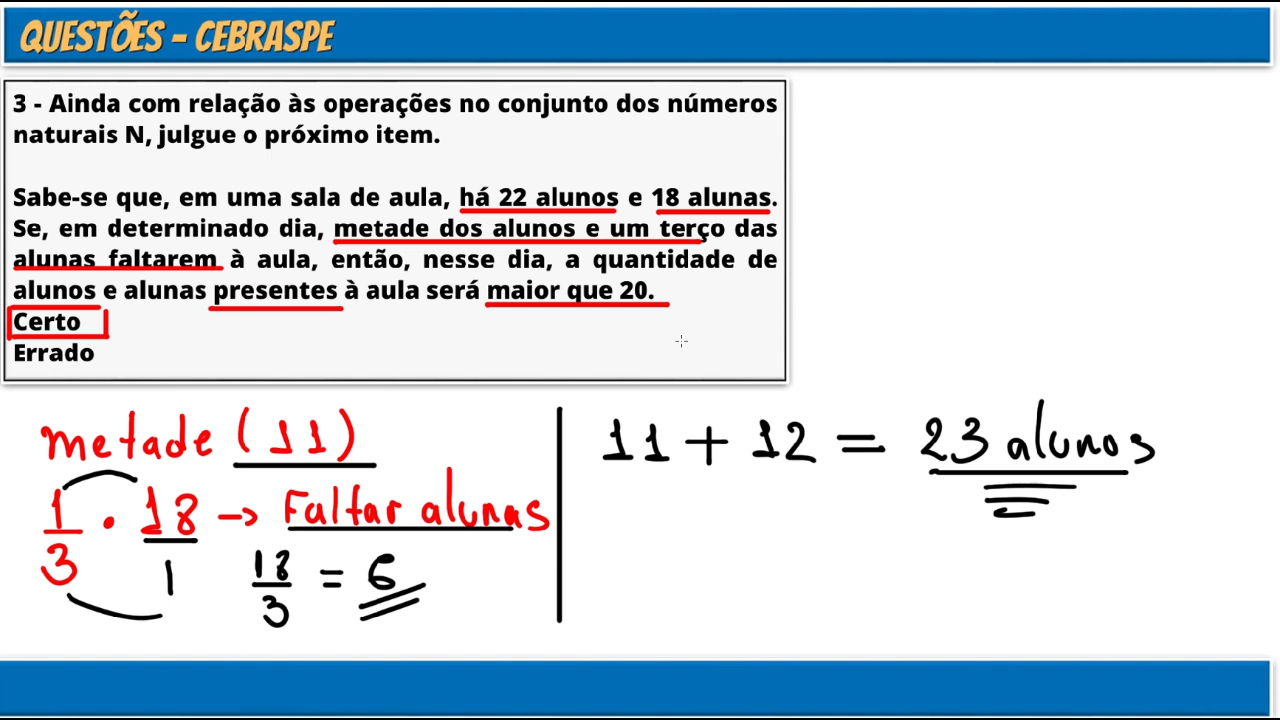 QUESTÕES – CEBRASPE
3 - Ainda com relação às operações no conjunto dos números
naturais N, julgue o próximo item.
Sabe-se que, em uma sala de aula, há 22 alunos e 18 alunas.
Se, em determinado dia, metade dos alunos e um terço das
alunas faltarem à aula, então, nesse dia, a quantidade de
alunos e alunas presentes à aula será maior que 20.
Certo
Errado
metade (11)
1/3 · 18/1 → Faltar alunas
18/3 = 6
11 + 12 = 23 alunos